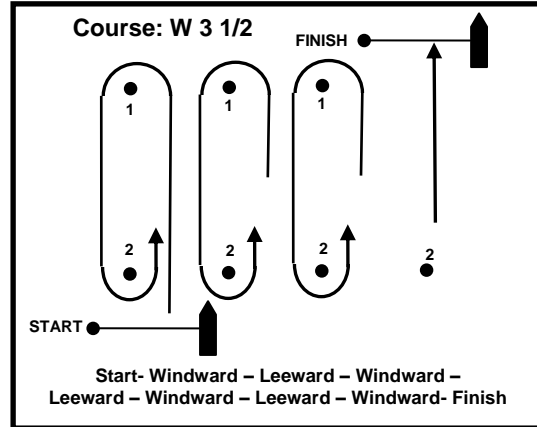 Course: W 3 1/2
FINISH
1
1
1
2
2
2
2
START
Start- Windward – Leeward – Windward –
Leeward – Windward – Leeward – Windward- Finish